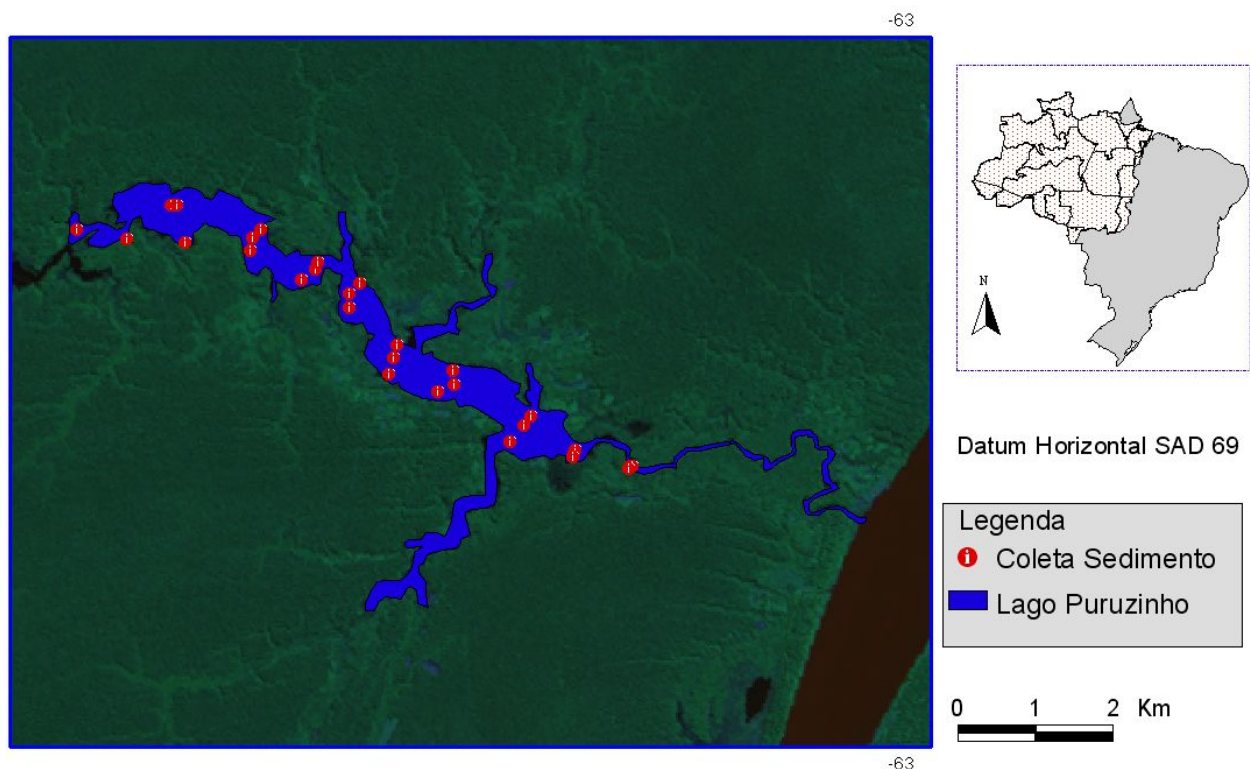 -63
N
Datum Horizontal SAD 69
Legenda
Coleta Sedimento
Lago Puruzinho
0 1 2 Km
-63